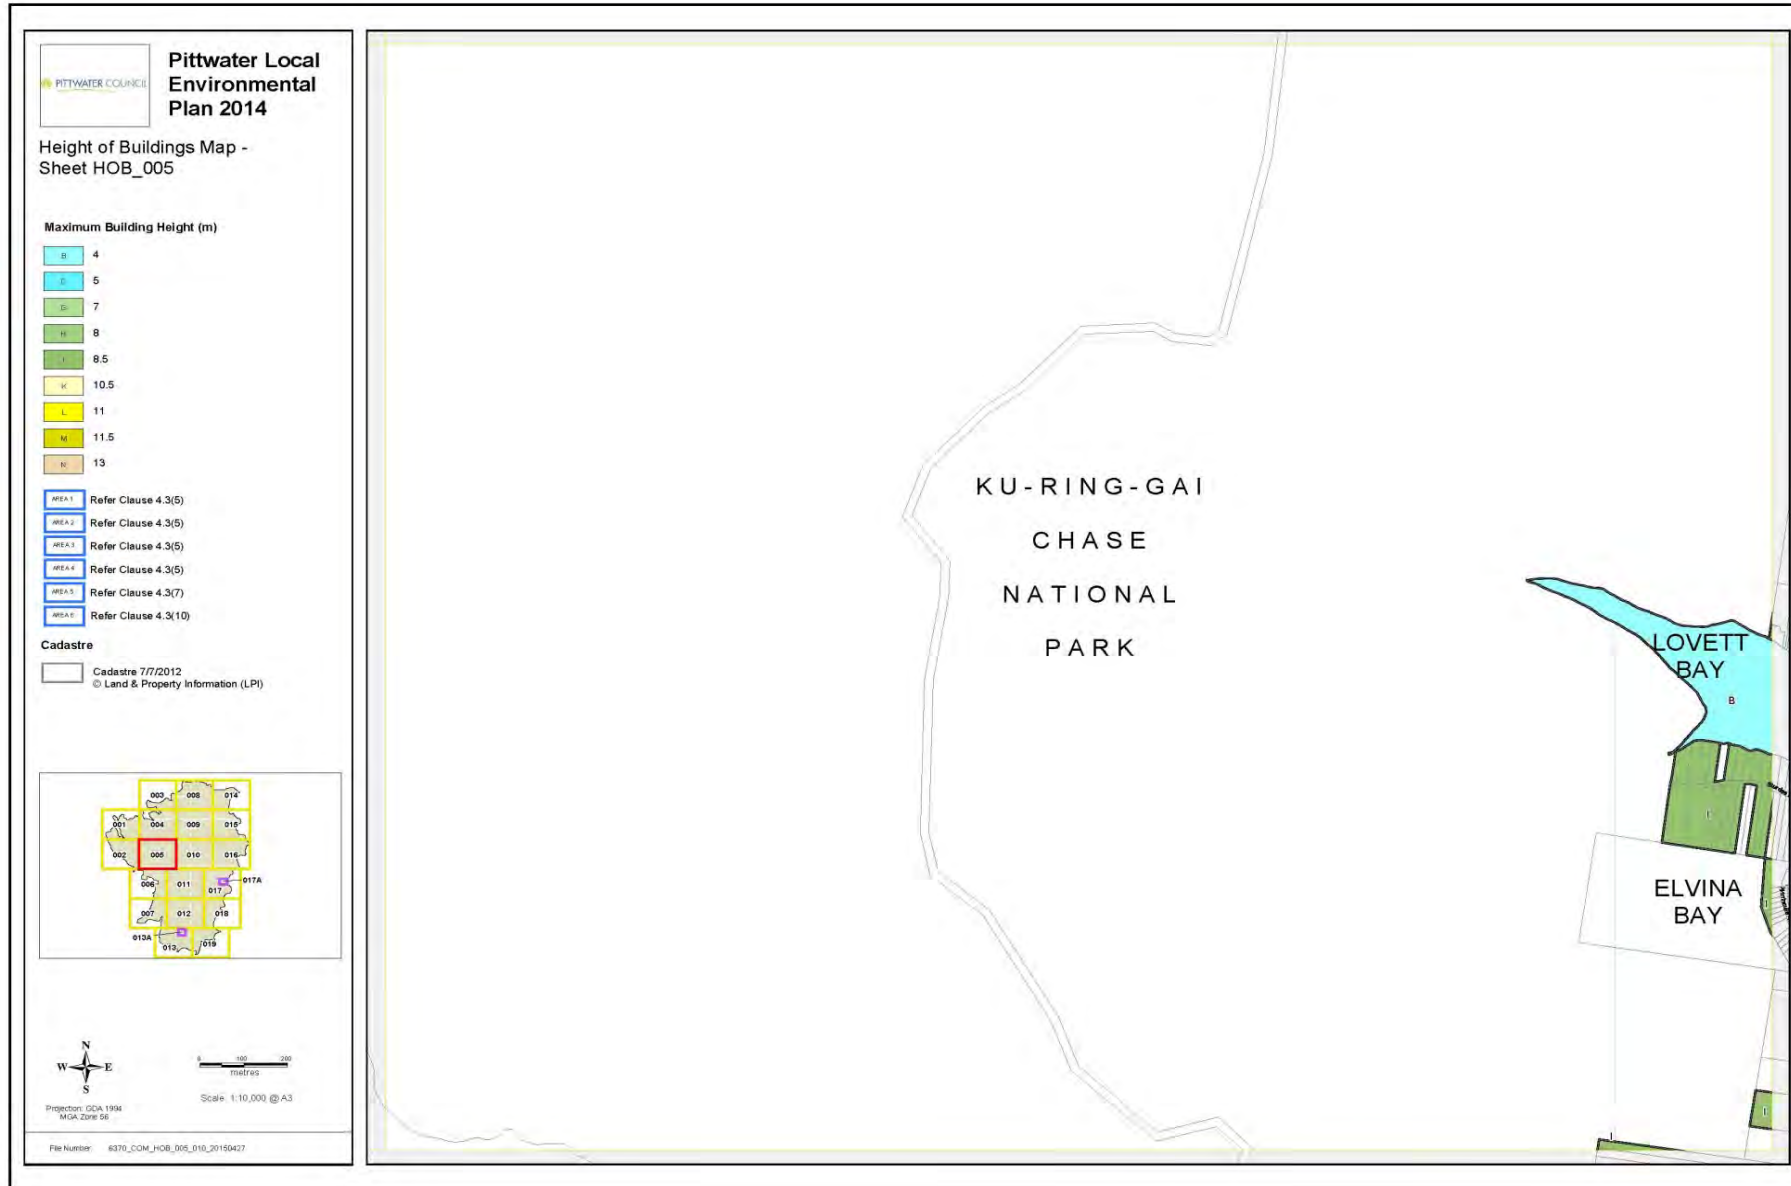 PITTWATER COUNCIL
Pittwater Local
Environmental
Plan 2014
Height of Buildings Map -
Sheet HOB_005
Maximum Building Height (m)
B 4
5
G 7
H 8
I 8.5
K 10.5
L 11
M 11.5
N 13
AREA 1 Refer Clause 4.3(5)
AREA 2 Refer Clause 4.3(5)
AREA 3 Refer Clause 4.3(5)
AREA 4 Refer Clause 4.3(5)
AREA 5 Refer Clause 4.3(7)
AREA 6 Refer Clause 4.3(10)
Cadastre
Cadastre 7/7/2012
© Land & Property Information (LPI)
003 008 014
001 004 009 015
002 005 010 016
006 011 017 017A
007 012 018
013A 013 019
N
W E
S
Projection: GDA 1994
MGA Zone 56
0 100 200
metres
Scale: 1:10,000 @ A3
File Number: 6370_COM_HOB_005_010_20150427
KU-RING-GAI
CHASE
NATIONAL
PARK
LOVETT
BAY
B
I
ELVINA
BAY
I
I
I